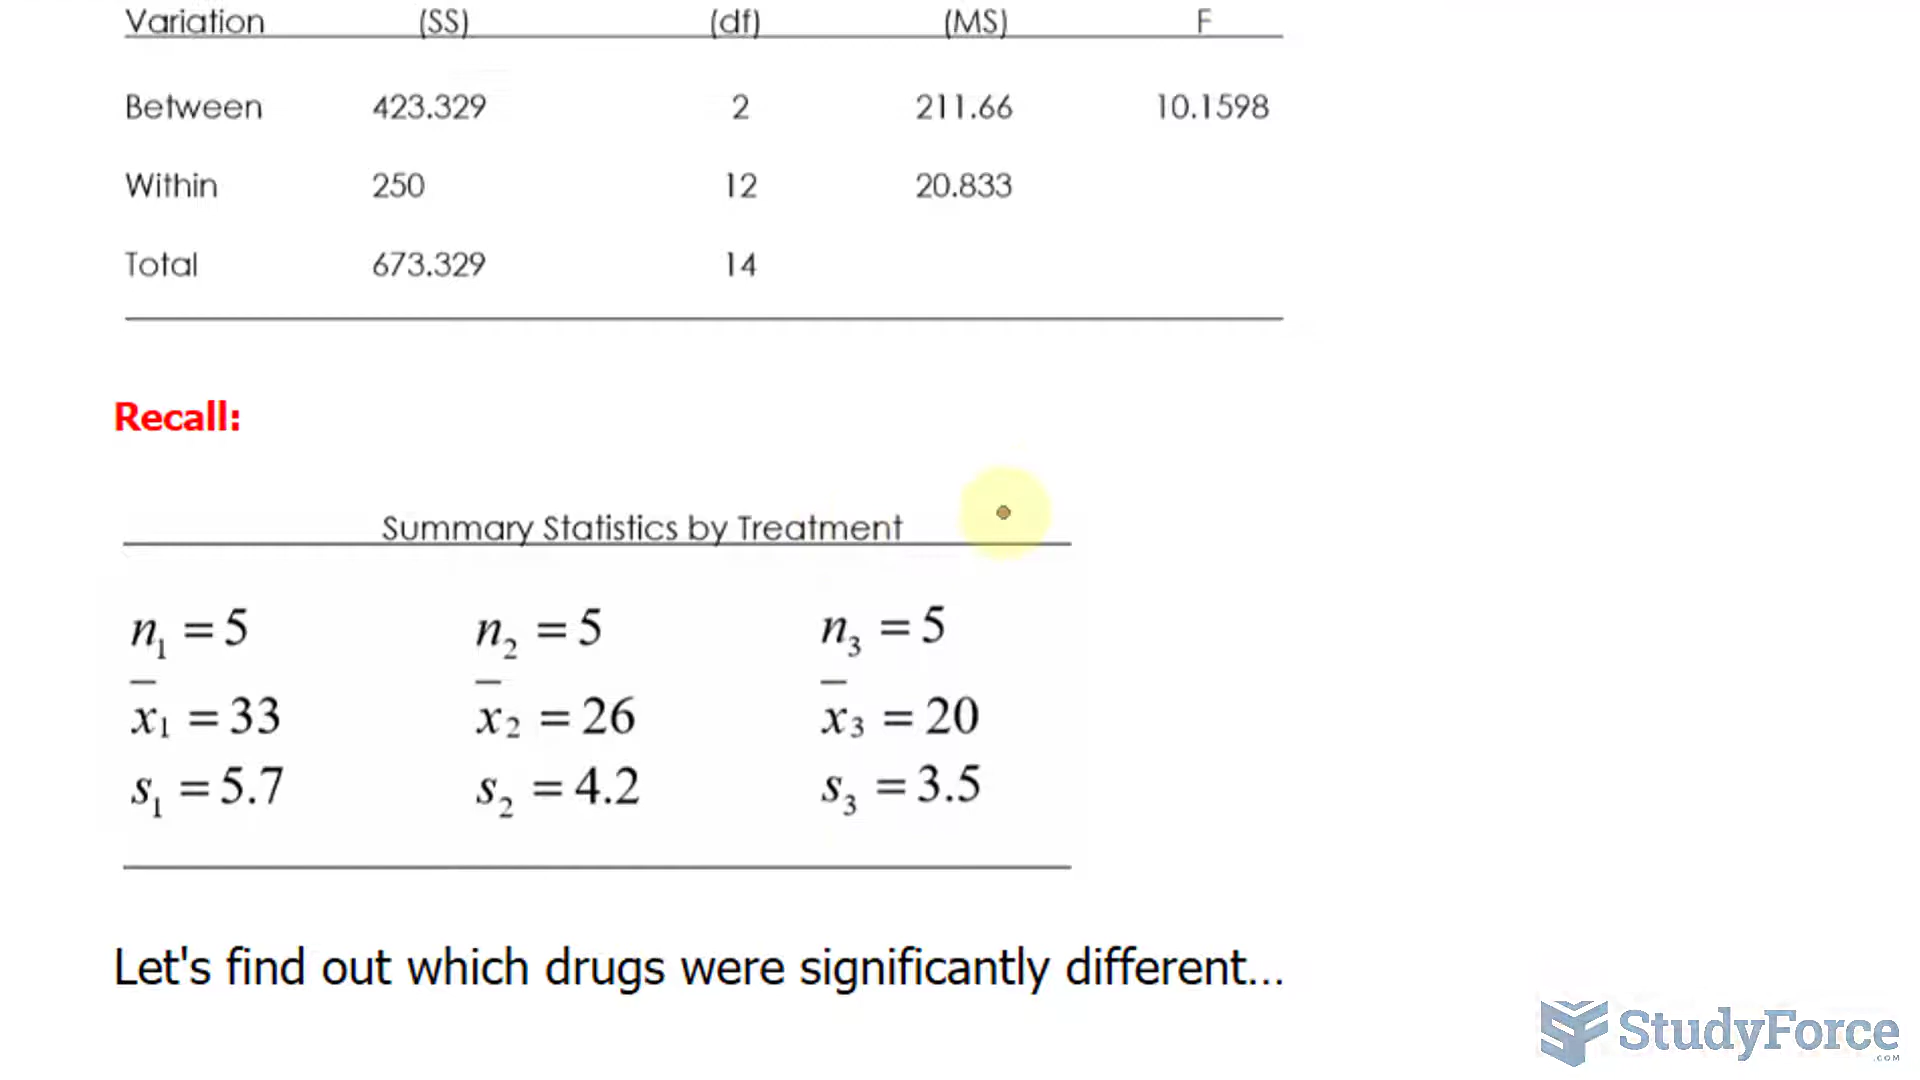 Variation (SS) (df) (MS) F
Between 423.329 2 211.66 10.1598
Within 250 12 20.833
Total 673.329 14
Recall:
Summary Statistics by Treatment
n₁ = 5 n₂ = 5 n₃ = 5
x̄₁ = 33 x̄₂ = 26 x̄₃ = 20
s₁ = 5.7 s₂ = 4.2 s₃ = 3.5
Let's find out which drugs were significantly different...
StudyForce
.COM